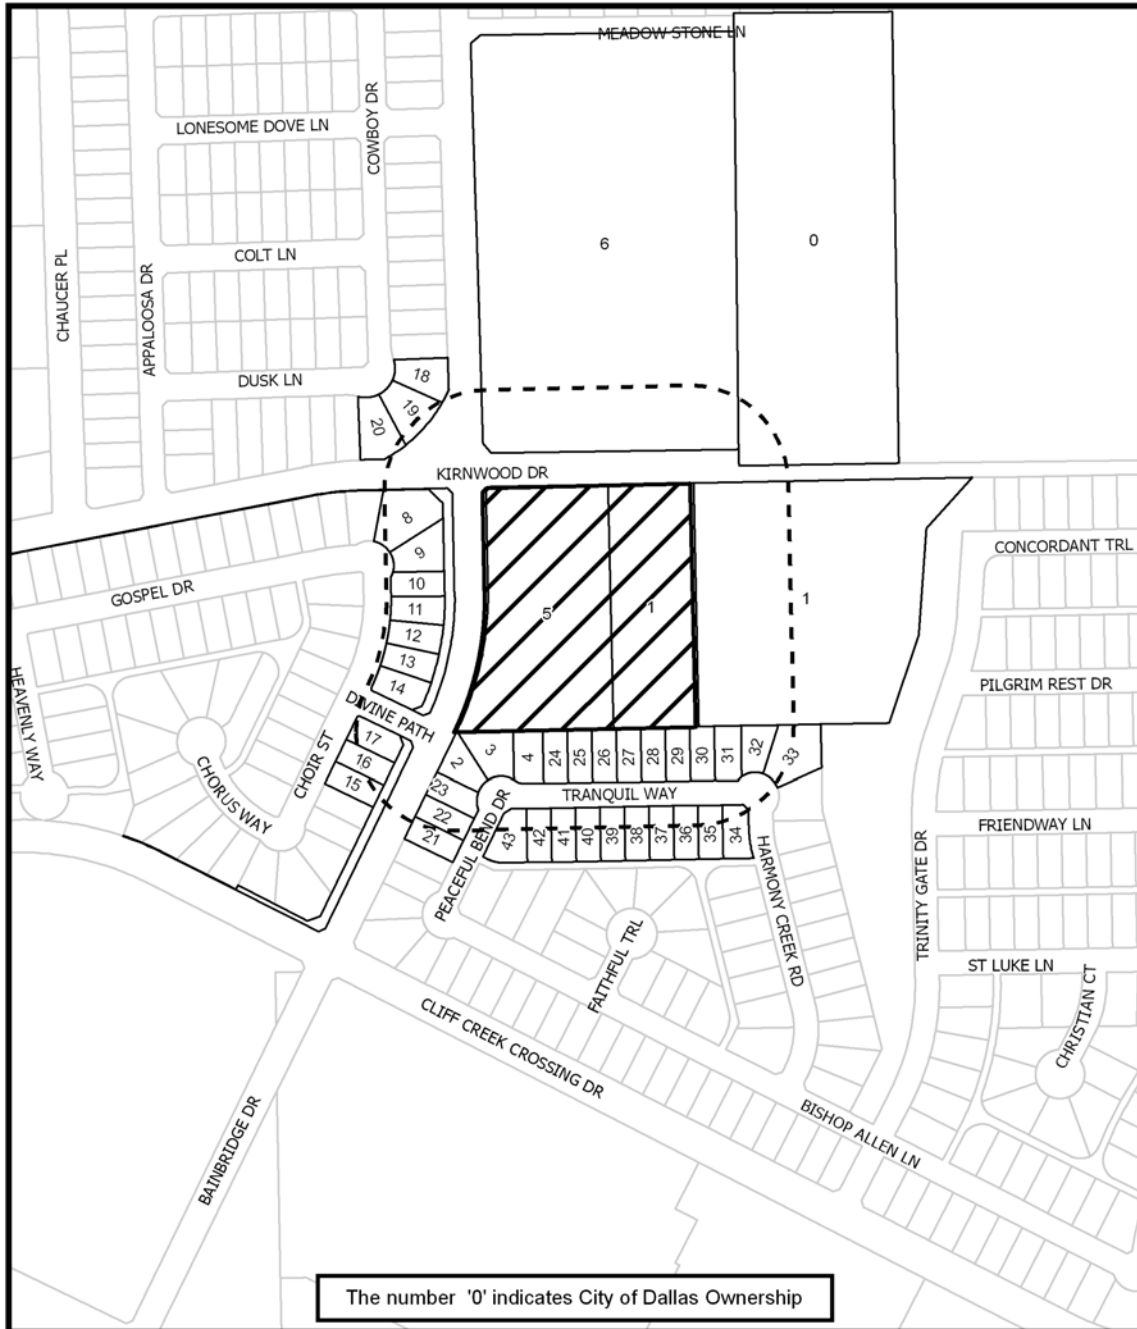 MEADOW STONE LN
LONESOME DOVE LN
COWBOY DR
COLT LN
CHAUCER PL
APPALOOSA DR
DUSK LN
6
0
18
19
20
KIRNWOOD DR
8
9
10
11
12
13
14
5
1
1
GOSPEL DR
HEAVENLY WAY
DIVINE PATH
CHOIR ST
CHORUS WAY
17
16
15
2
3
4
24
25
26
27
28
29
30
31
32
33
23
22
21
TRANQUIL WAY
PEACEFUL BEND DR
43
42
41
40
39
38
37
36
35
34
HARMONY CREEK RD
FAITHFUL TRL
CONCORDANT TRL
PILGRIM REST DR
FRIENDWAY LN
TRINITY GATE DR
ST LUKE LN
CHRISTIAN CT
CLIFF CREEK CROSSING DR
BISHOP ALLEN LN
BAINBRIDGE DR
The number '0' indicates City of Dallas Ownership